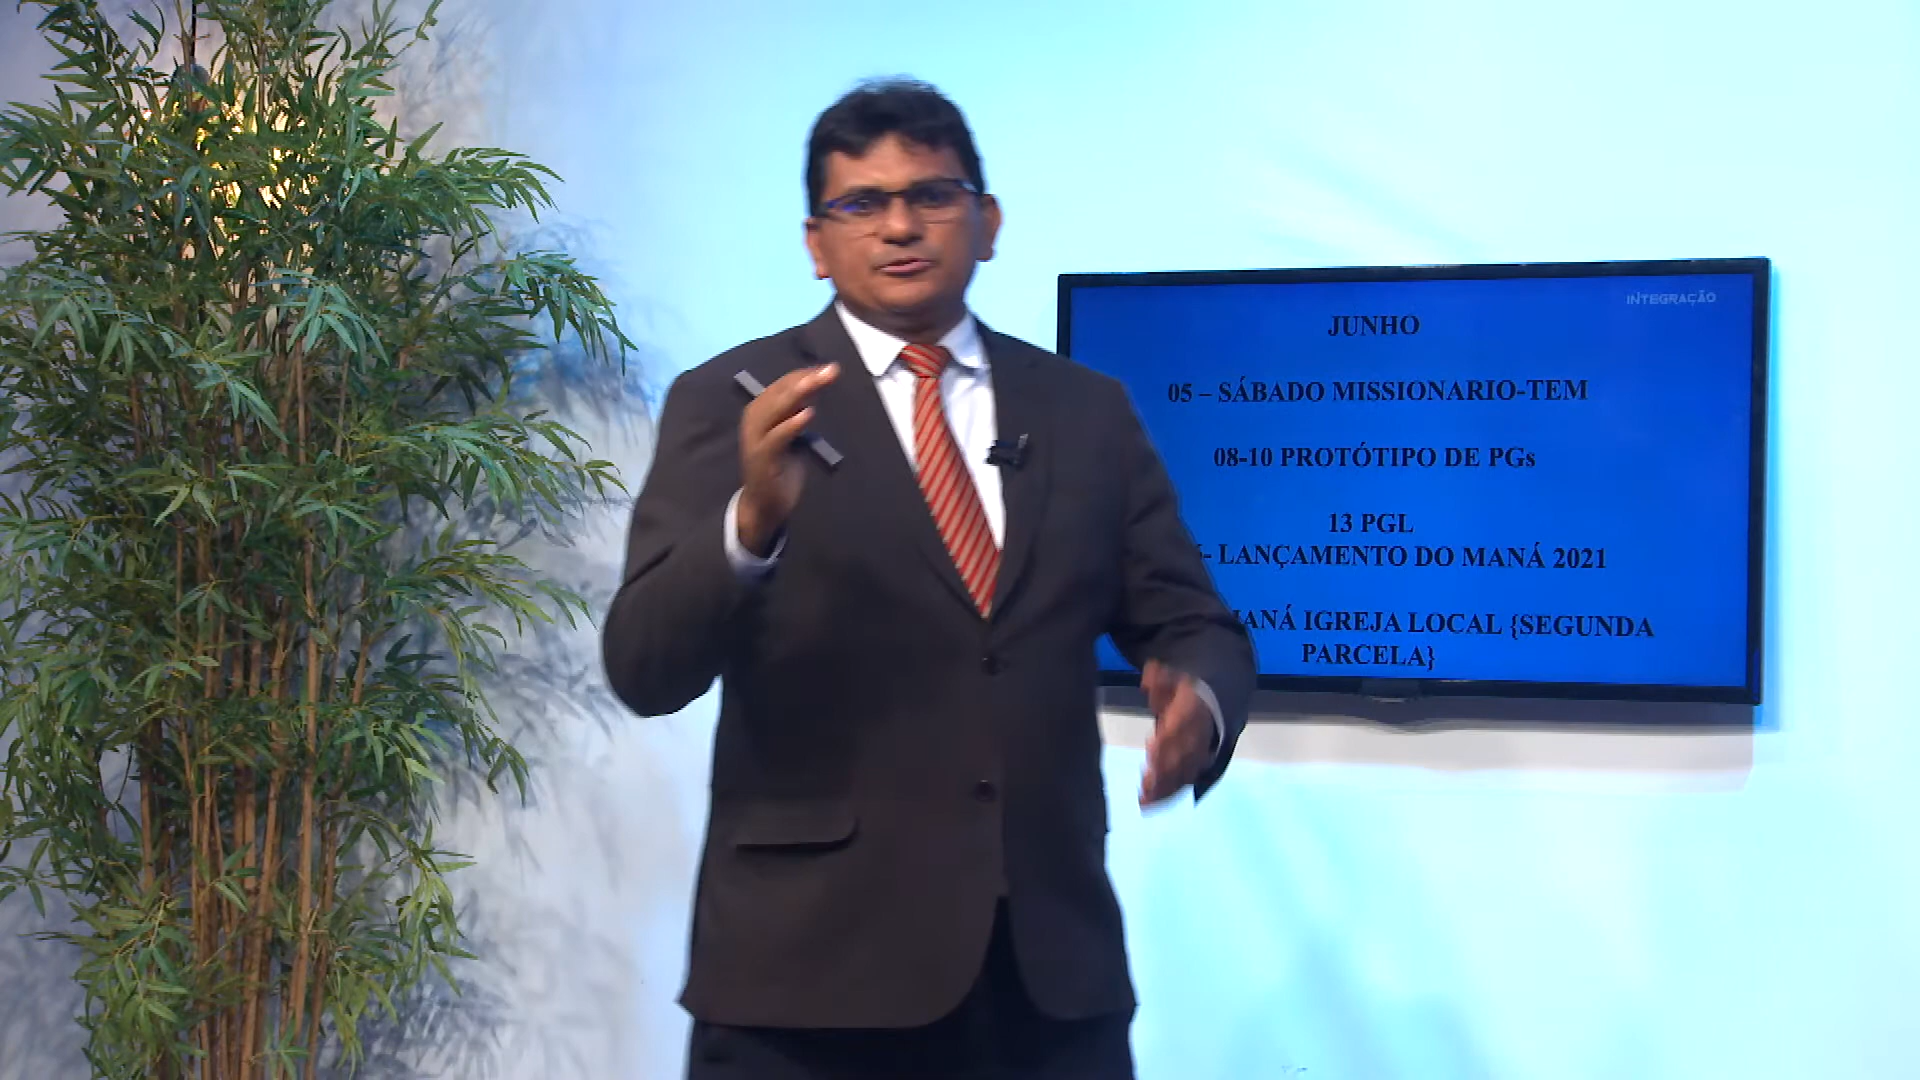 INTEGRAÇÃO
JUNHO
05 – SÁBADO MISSIONARIO-TEM
08-10 PROTÓTIPO DE PGs
13 PGL
- LANÇAMENTO DO MANÁ 2021
IGREJA LOCAL {SEGUNDA
PARCELA}